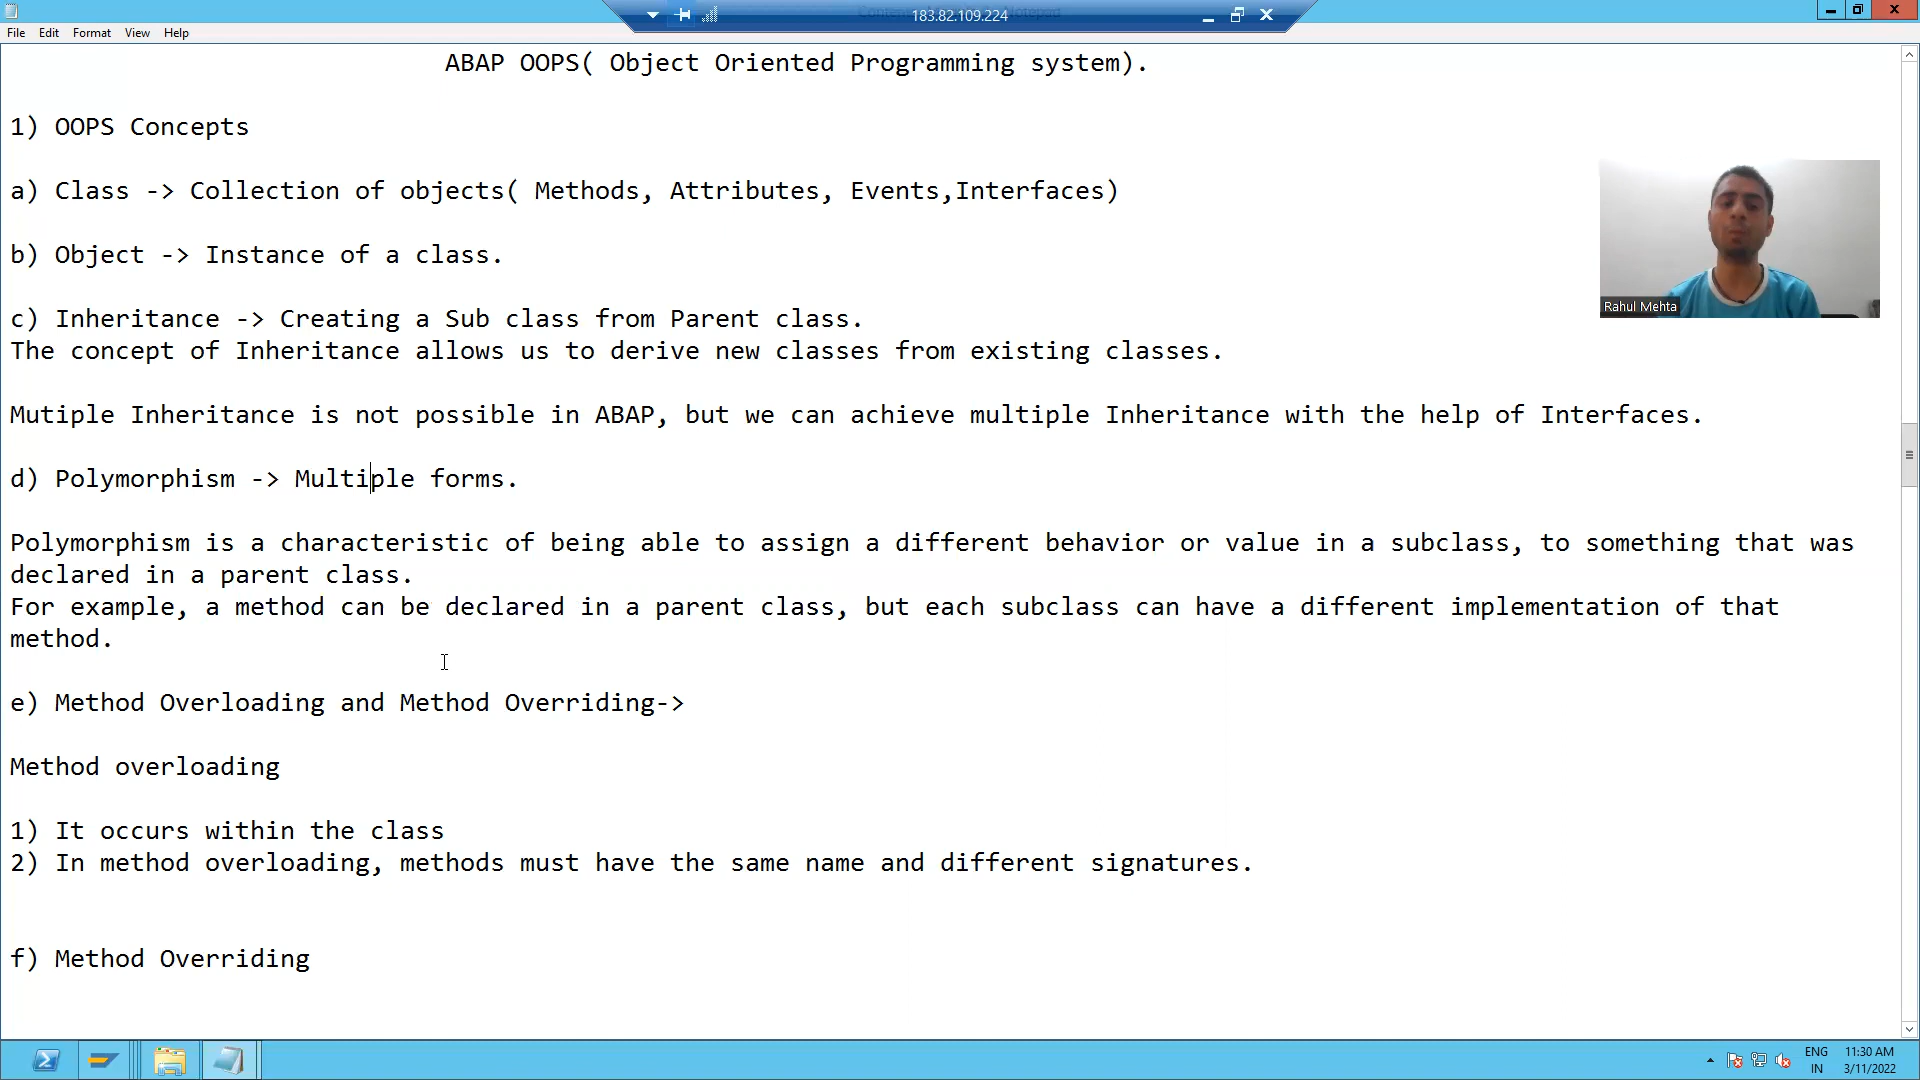 183.82.109.224
File Edit Format View Help
ABAP OOPS( Object Oriented Programming system).
1) OOPS Concepts
a) Class -> Collection of objects( Methods, Attributes, Events,Interfaces)
b) Object -> Instance of a class.
c) Inheritance -> Creating a Sub class from Parent class.
The concept of Inheritance allows us to derive new classes from existing classes.
Mutiple Inheritance is not possible in ABAP, but we can achieve multiple Inheritance with the help of Interfaces.
d) Polymorphism -> Multiple forms.
Polymorphism is a characteristic of being able to assign a different behavior or value in a subclass, to something that was
declared in a parent class.
For example, a method can be declared in a parent class, but each subclass can have a different implementation of that
method.
e) Method Overloading and Method Overriding->
Method overloading
1) It occurs within the class
2) In method overloading, methods must have the same name and different signatures.
f) Method Overriding
Rahul Mehta
ENG 11:30 AM
IN 3/11/2022